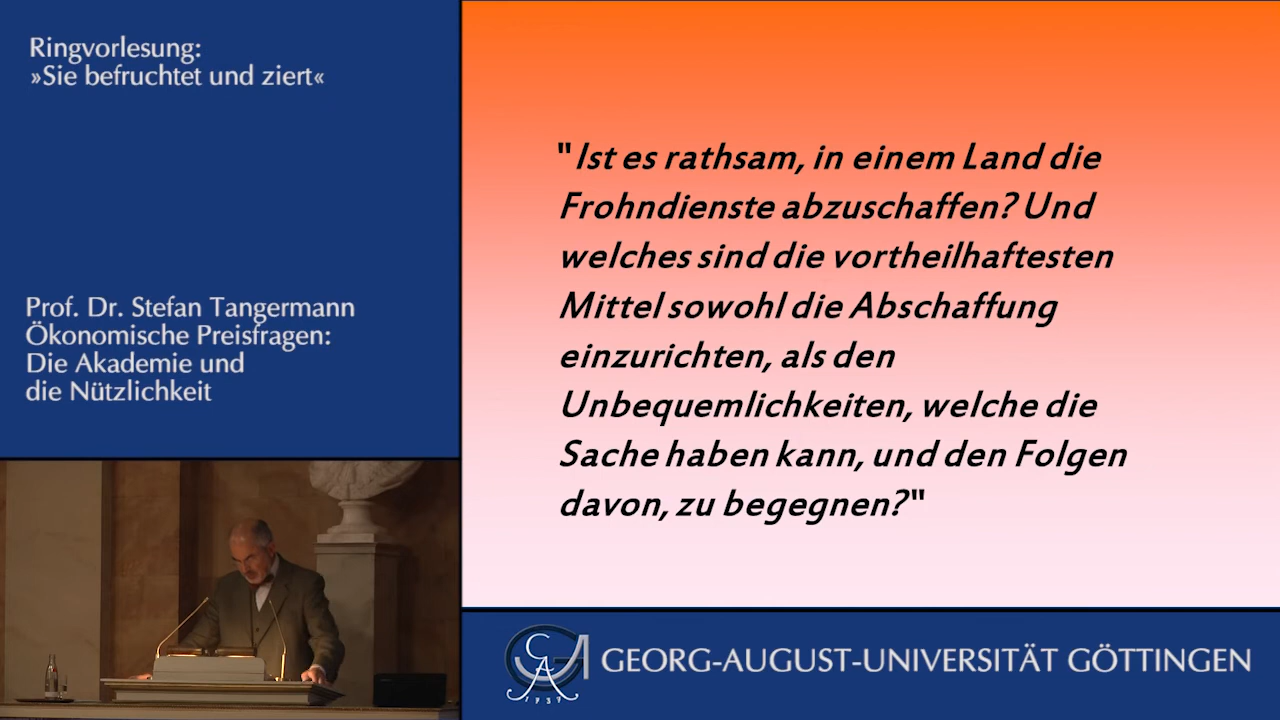 Ringvorlesung:
»Sie befruchtet und ziert«
Prof. Dr. Stefan Tangermann
Ökonomische Preisfragen:
Die Akademie und
die Nützlichkeit
"Ist es rathsam, in einem Land die
Frohndienste abzuschaffen? Und
welches sind die vortheilhaftesten
Mittel sowohl die Abschaffung
einzurichten, als den
Unbequemlichkeiten, welche die
Sache haben kann, und den Folgen
davon, zu begegnen?"
GEORG-AUGUST-UNIVERSITÄT GÖTTINGEN
1737